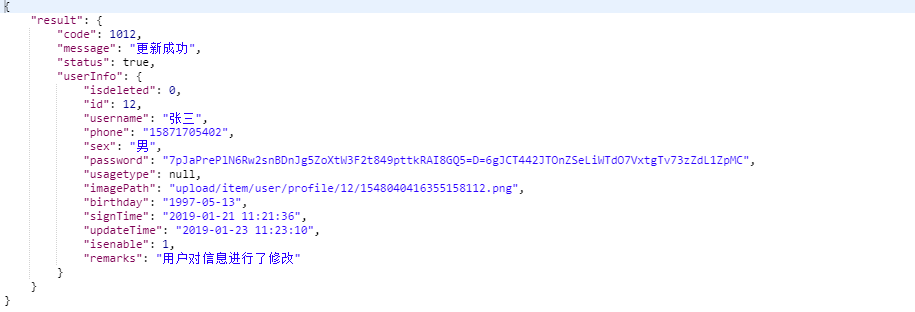 {
"result": {
"code": 1012,
"message": "更新成功",
"status": true,
"userInfo": {
"isdeleted": 0,
"id": 12,
"username": "张三",
"phone": "15871705402",
"sex": "男",
"password": "7pJaPrePlN6Rw2snBDnJg5ZoXtW3F2t849pttkRAI8GQ5=D=6gJCT442JTOnZSeLiWTdO7VxtgTv73zZdL1ZpMC",
"usagetype": null,
"imagePath": "upload/item/user/profile/12/1548040416355158112.png",
"birthday": "1997-05-13",
"signTime": "2019-01-21 11:21:36",
"updateTime": "2019-01-23 11:23:10",
"isenable": 1,
"remarks": "用户对信息进行了修改"
}
}
}